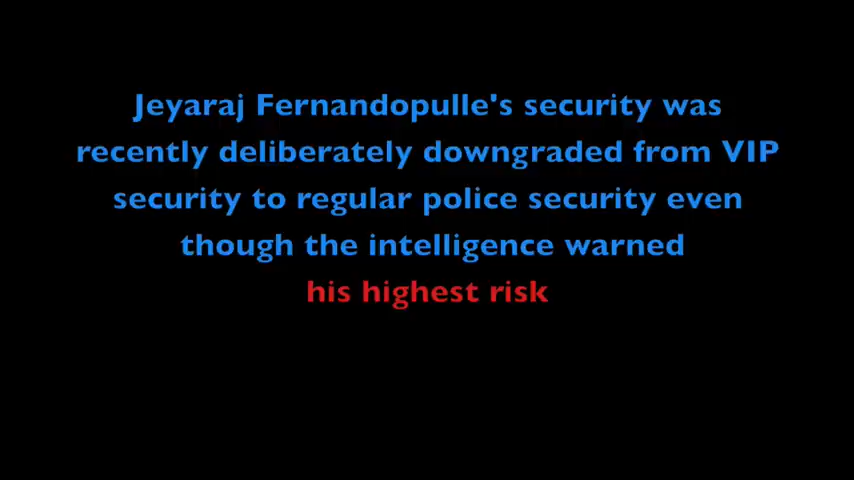 Jeyaraj Fernandopulle's security was
recently deliberately downgraded from VIP
security to regular police security even
though the intelligence warned
his highest risk